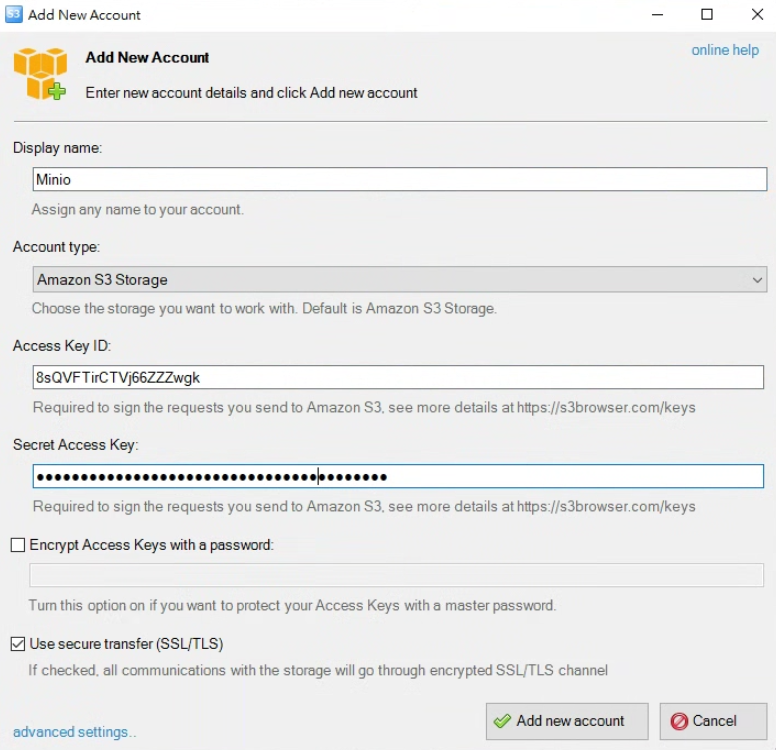 S3 Add New Account
Add New Account
online help
Enter new account details and click Add new account
Display name:
Minio
Assign any name to your account.
Account type:
Amazon S3 Storage
Choose the storage you want to work with. Default is Amazon S3 Storage.
Access Key ID:
8sQVFTirCTVj66ZZZwgk
Required to sign the requests you send to Amazon S3, see more details at https://s3browser.com/keys
Secret Access Key:
●●●●●●●●●●●●●●●●●●●●●●●●●●●●●●●●●●●●●●●●
Required to sign the requests you send to Amazon S3, see more details at https://s3browser.com/keys
Encrypt Access Keys with a password:
Turn this option on if you want to protect your Access Keys with a master password.
Use secure transfer (SSL/TLS)
If checked, all communications with the storage will go through encrypted SSL/TLS channel
Add new account
Cancel
advanced settings..